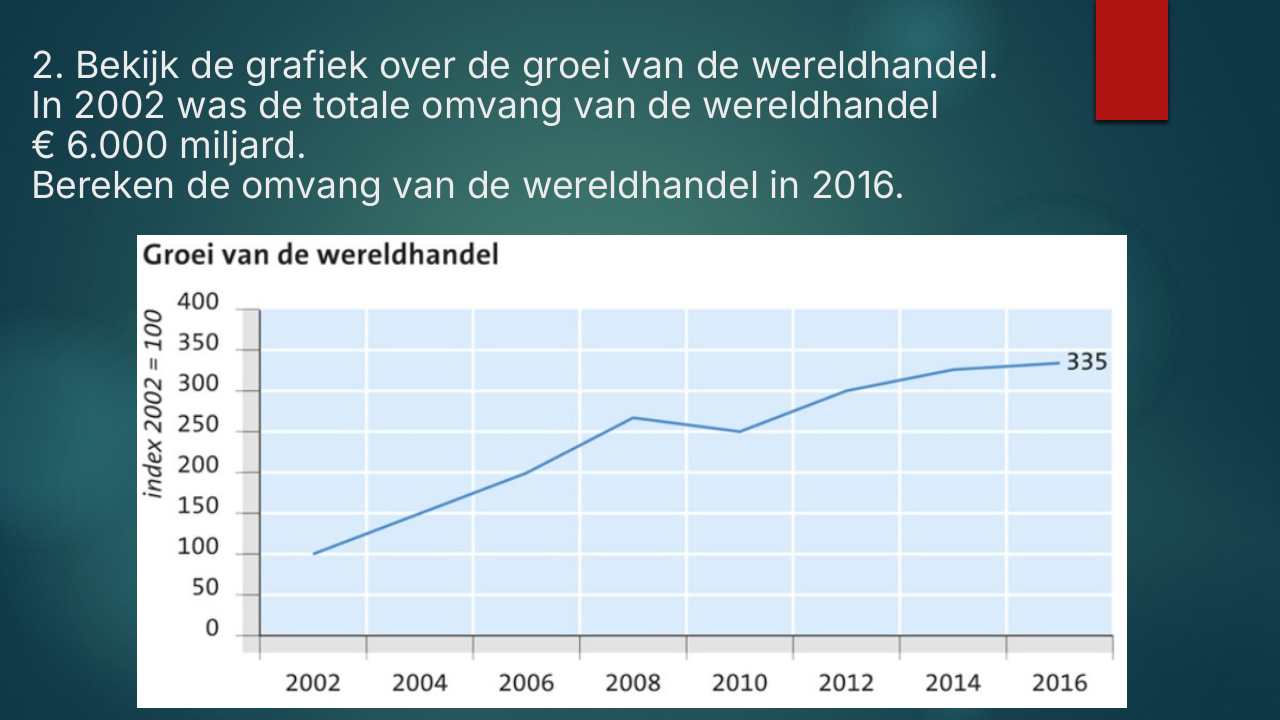 2. Bekijk de grafiek over de groei van de wereldhandel.
In 2002 was de totale omvang van de wereldhandel
€ 6.000 miljard.
Bereken de omvang van de wereldhandel in 2016.
Groei van de wereldhandel
index 2002 = 100
400
350
300
250
200
150
100
50
0
335
2002 2004 2006 2008 2010 2012 2014 2016